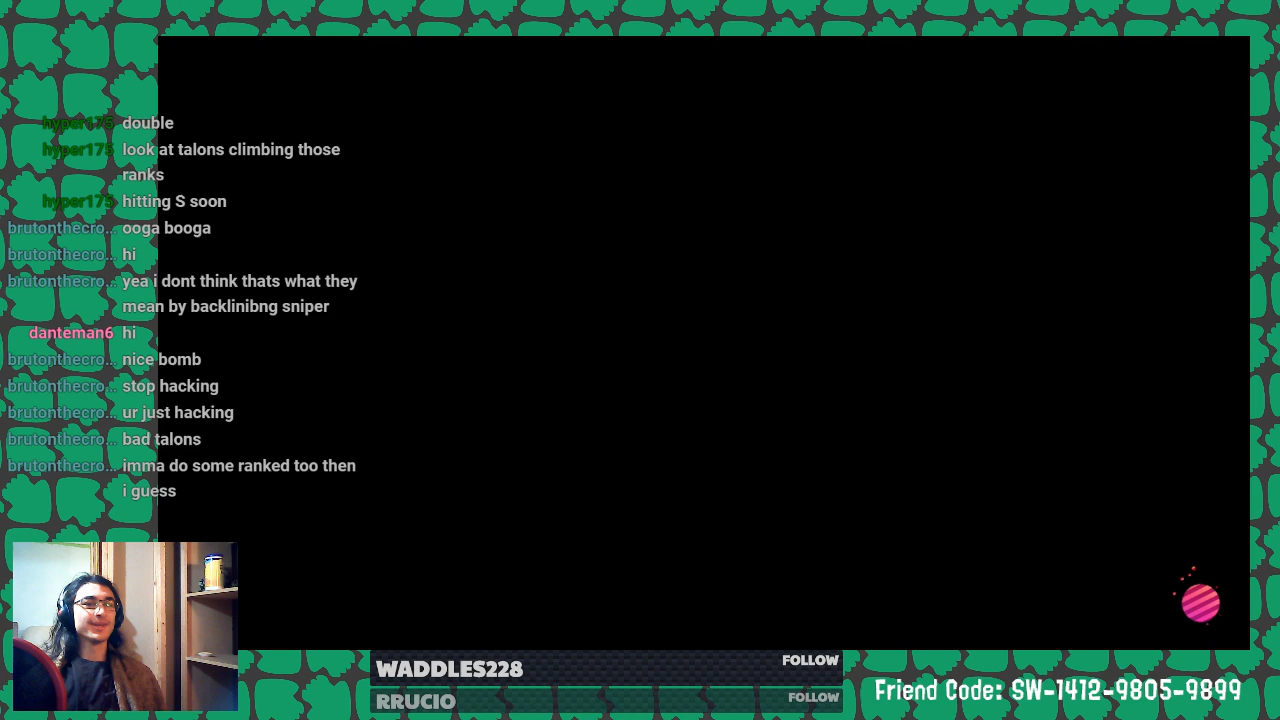 hyper175 double
hyper175 look at talons climbing those
ranks
hyper175 hitting S soon
brutonthecro... ooga booga
brutonthecro... hi
brutonthecro... yea i dont think thats what they
mean by backlinibng sniper
danteman6 hi
brutonthecro... nice bomb
brutonthecro... stop hacking
brutonthecro... ur just hacking
brutonthecro... bad talons
brutonthecro... imma do some ranked too then
i guess
WADDLES228 FOLLOW
RRUCIO FOLLOW
Friend Code: SW-1412-9805-9899